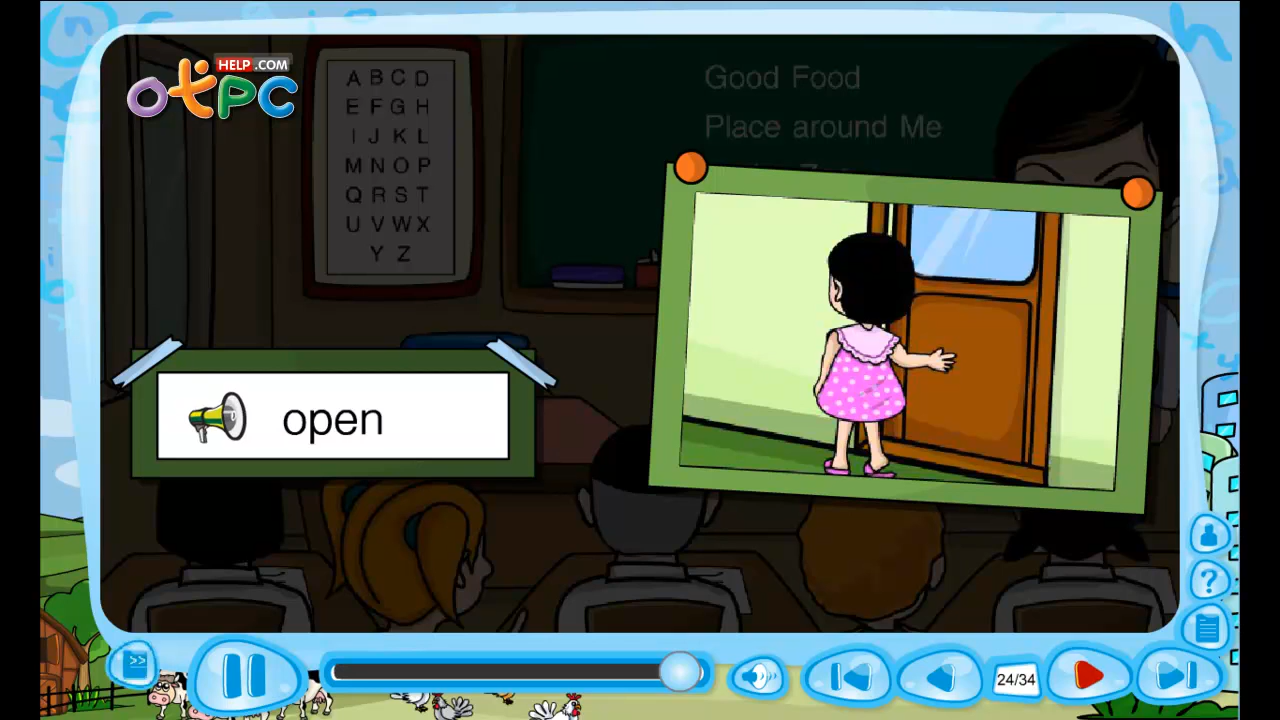 HELP.COM
otpc
A B C D
E F G H
I J K L
M N O P
Q R S T
U V W X
Y Z
Good Food
Place around Me
open
>>
?
24/34